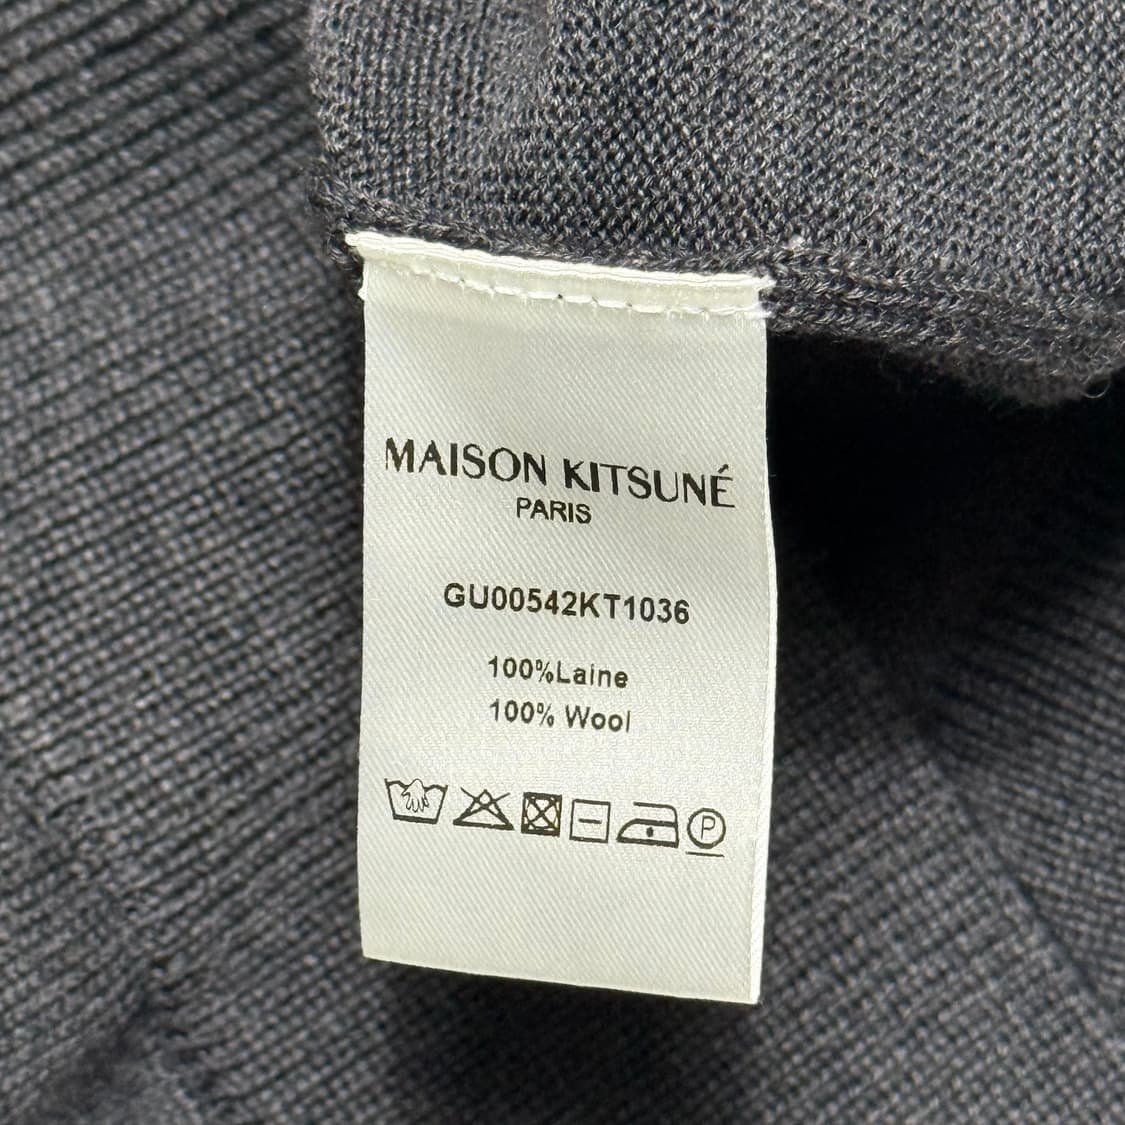 MAISON KITSUNÉ
PARIS
GU00542KT1036
100%Laine
100% Wool
P